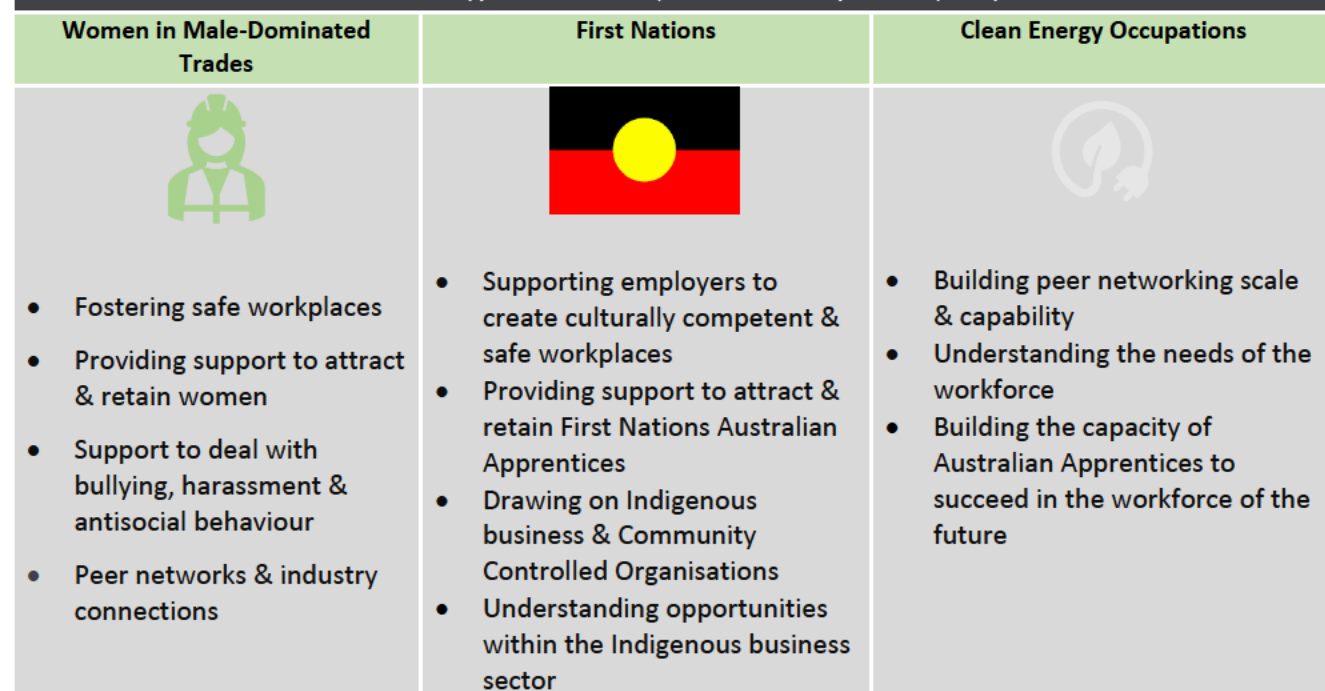 Women in Male-Dominated
Trades
First Nations
Clean Energy Occupations
• Fostering safe workplaces
• Providing support to attract
& retain women
• Support to deal with
bullying, harassment &
antisocial behaviour
• Peer networks & industry
connections
• Supporting employers to
create culturally competent &
safe workplaces
• Providing support to attract &
retain First Nations Australian
Apprentices
• Drawing on Indigenous
business & Community
Controlled Organisations
• Understanding opportunities
within the Indigenous business
sector
• Building peer networking scale
& capability
• Understanding the needs of the
workforce
• Building the capacity of
Australian Apprentices to
succeed in the workforce of the
future